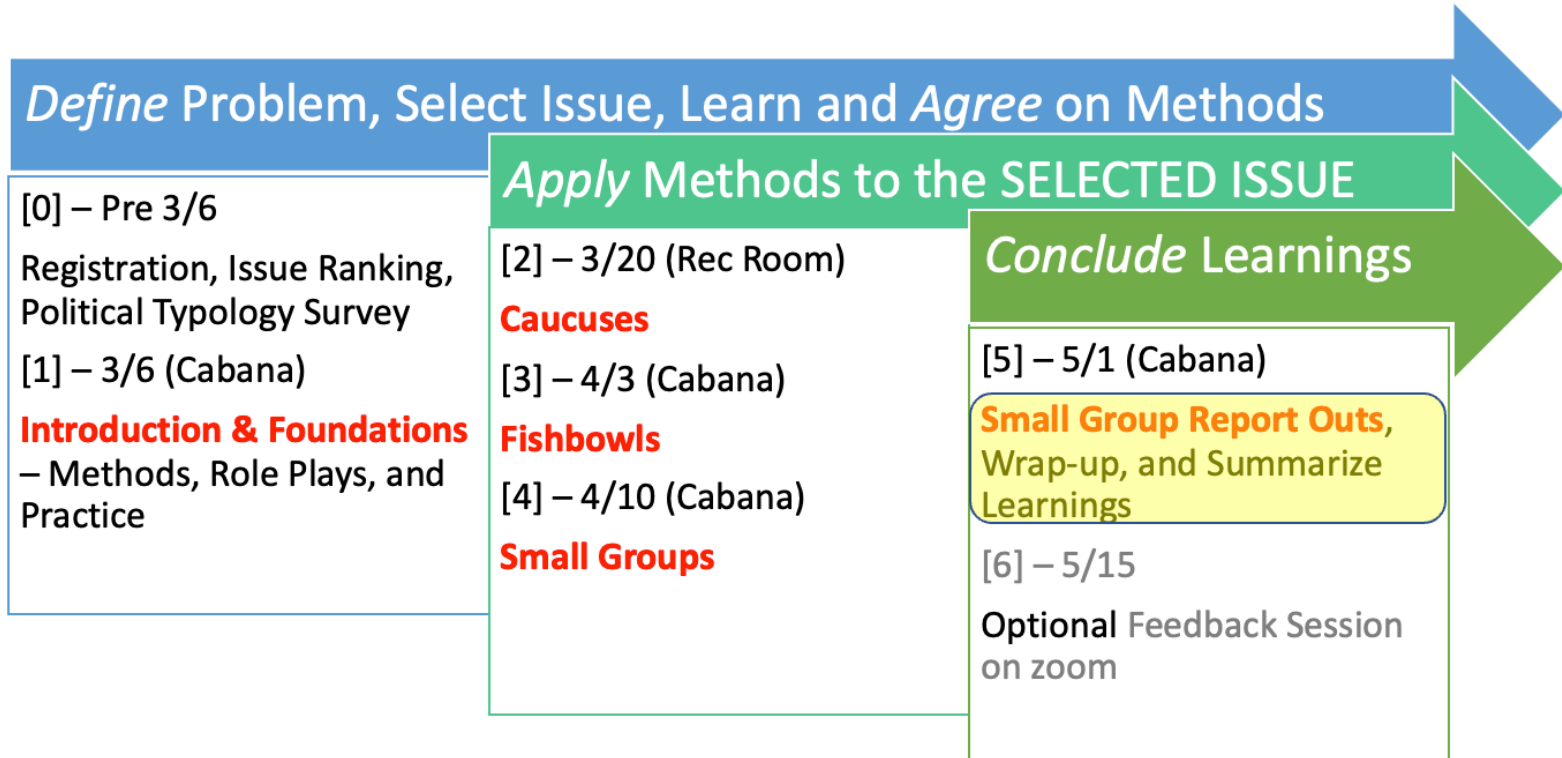 Define Problem, Select Issue, Learn and Agree on Methods
Apply Methods to the SELECTED ISSUE
Conclude Learnings
[0] – Pre 3/6
Registration, Issue Ranking,
Political Typology Survey
[1] – 3/6 (Cabana)
Introduction & Foundations
– Methods, Role Plays, and
Practice
[2] – 3/20 (Rec Room)
Caucuses
[3] – 4/3 (Cabana)
Fishbowls
[4] – 4/10 (Cabana)
Small Groups
[5] – 5/1 (Cabana)
Small Group Report Outs,
Wrap-up, and Summarize
Learnings
[6] – 5/15
Optional Feedback Session
on zoom